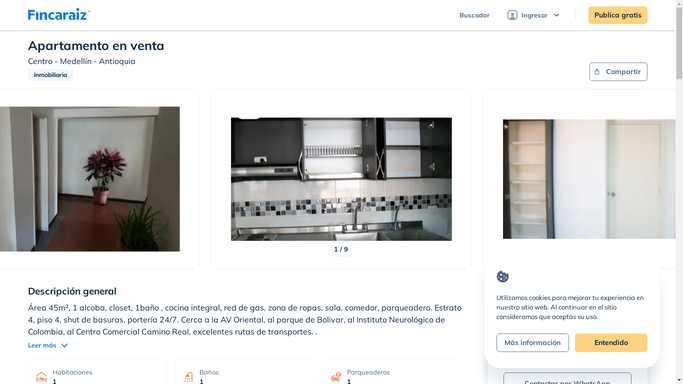 Fincaraiz
Buscador
Ingresar
Publica gratis
Apartamento en venta
Centro - Medellín - Antioquia
Inmobiliaria
Compartir
1 / 9
Descripción general
Área 45m², 1 alcoba, closet, 1baño , cocina integral, red de gas, zona de ropas, sala, comedor, parqueadero. Estrato
4, piso 4, shut de basuras, portería 24/7. Cerca a la AV Oriental, al parque de Bolivar, al Instituto Neurológico de
Colombia, al Centro Comercial Camino Real, excelentes rutas de transportes. .
Leer más
Habitaciones
1
Baños
1
Parqueaderos
1
Utilizamos cookies para mejorar tu experiencia en
nuestro sitio web. Al continuar en el sitio
consideramos que aceptas su uso.
Más información
Entendido
Contactar por WhatsApp